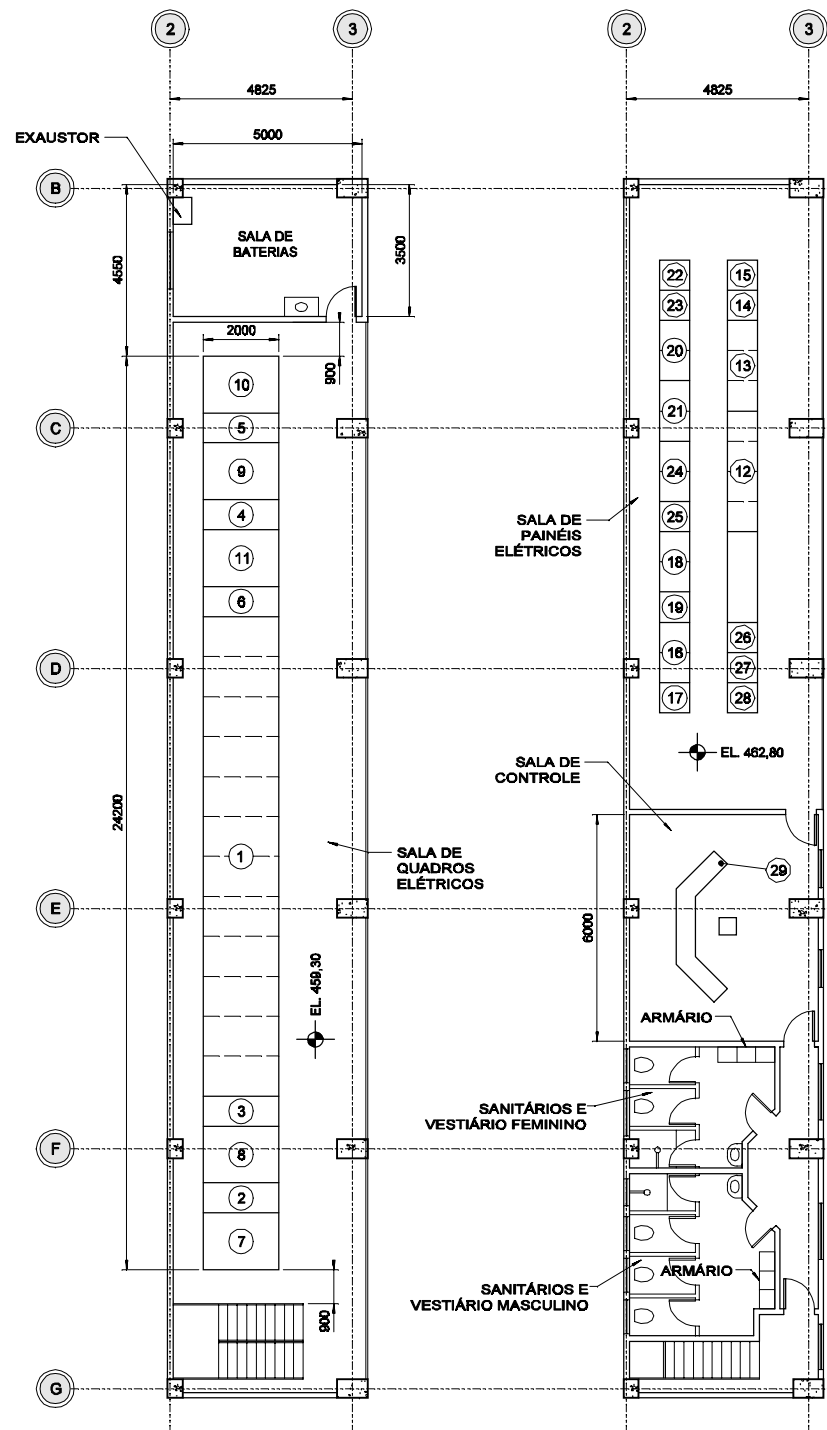 2
3
2
3
4825
4825
EXAUSTOR
5000
B
SALA DE
BATERIAS
4550
3500
2000
900
22
15
23
14
20
13
10
21
C
5
9
24
12
4
SALA DE
PAINÉIS
ELÉTRICOS
25
11
18
6
19
26
D
16
27
17
28
EL. 462,80
SALA DE
CONTROLE
24200
1
SALA DE
QUADROS
ELÉTRICOS
29
E
6000
EL. 459,30
ARMÁRIO
3
SANITÁRIOS E
VESTIÁRIO FEMININO
F
8
2
7
ARMÁRIO
SANITÁRIOS E
VESTIÁRIO MASCULINO
900
G